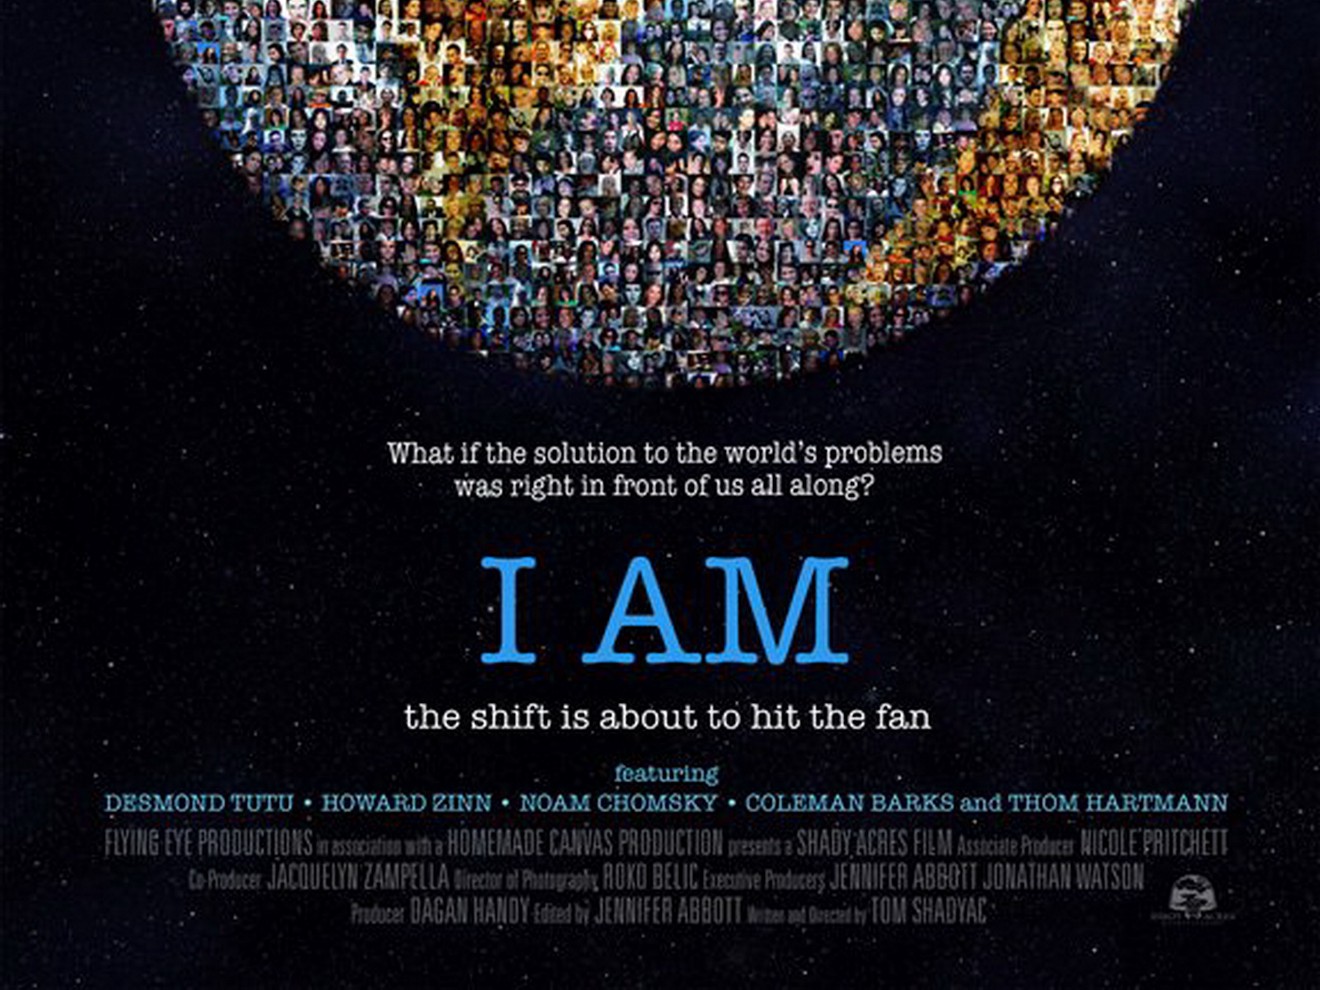 What if the solution to the world's problems
was right in front of us all along?
I AM
the shift is about to hit the fan
featuring
DESMOND TUTU • HOWARD ZINN • NOAM CHOMSKY • COLEMAN BARKS and THOM HARTMANN
FLYING EYE PRODUCTIONS in association with a HOMEMADE CANVAS PRODUCTION presents a SHADY ACRES FILM Associate Producer NICOLE PRITCHETT
Co-Producer JACQUELYN ZAMPELLA Director of Photography ROKO BELIC Executive Producers JENNIFER ABBOTT JONATHAN WATSON
Producer DAGAN HANDY Edited by JENNIFER ABBOTT Written and Directed by TOM SHADYAC
SHADY ACRES